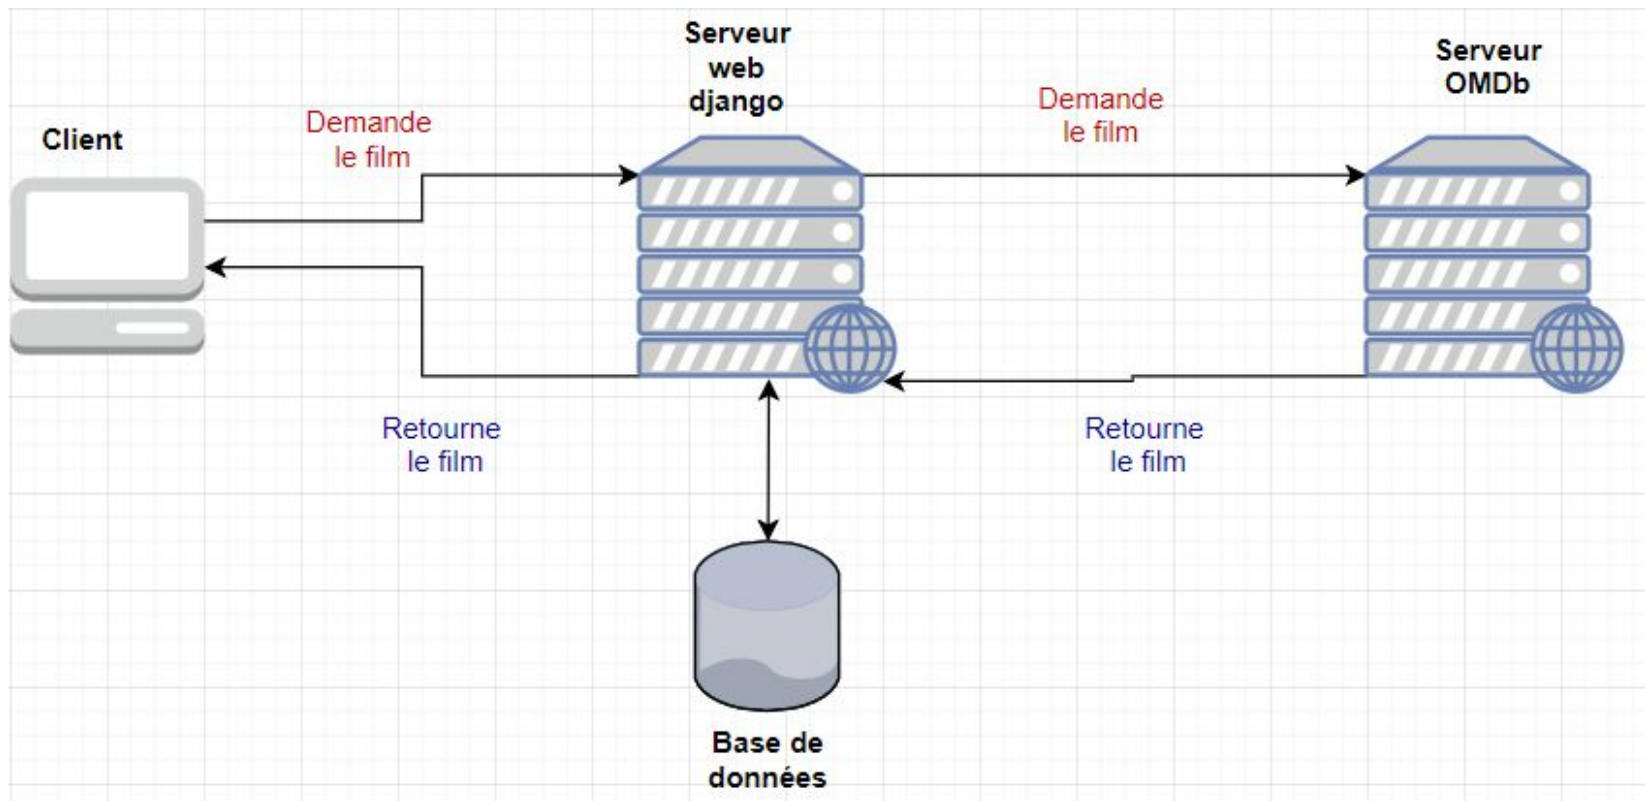 Serveur
web
django
Serveur
OMDb
Client
Demande
le film
Demande
le film
Retourne
le film
Retourne
le film
Base de
données